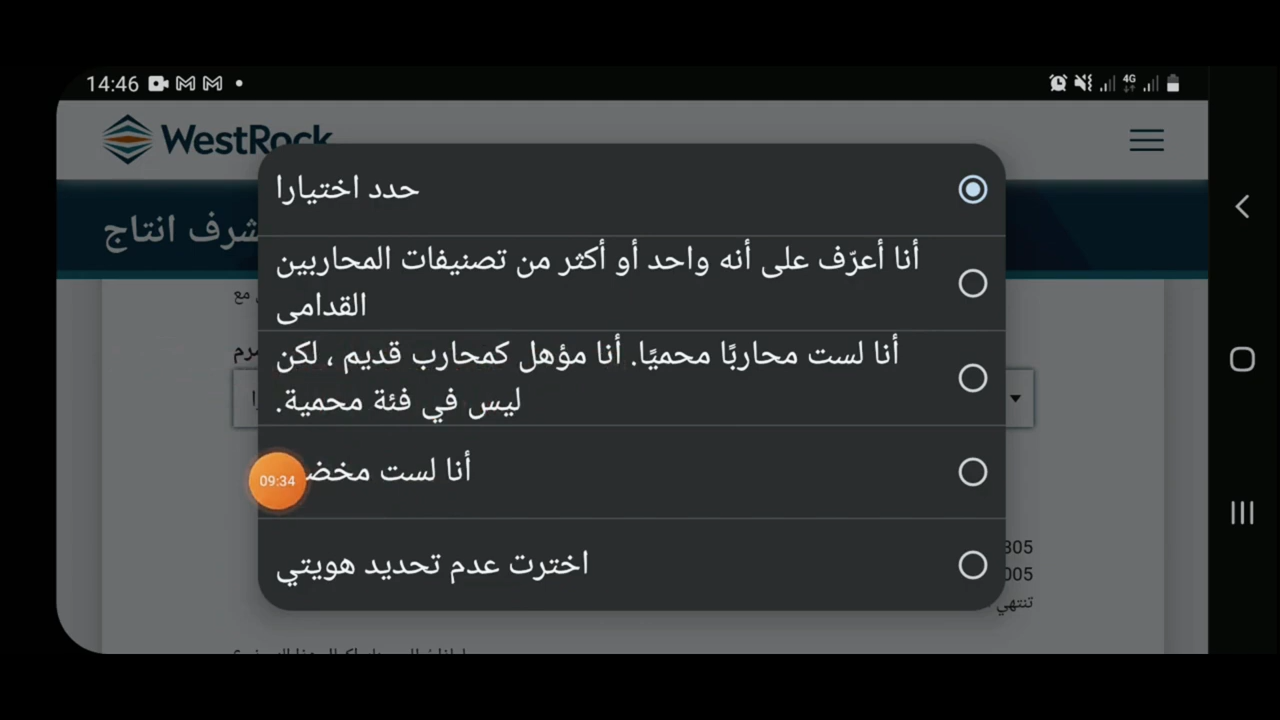 14:46
4G
WestRock
شرف انتاج
حدد اختيارا
أنا أعرّف على أنه واحد أو أكثر من تصنيفات المحاربين
القدامى
أنا لست محاربًا محميًا. أنا مؤهل كمحارب قديم ، لكن
ليس في فئة محمية.
أنا لست
09:34
اخترت عدم تحديد هويتي
مع
305
005
تنتهي